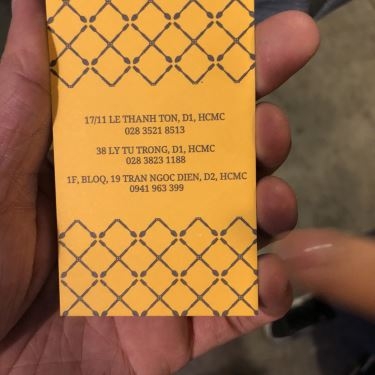 17/11 LE THANH TON, D1, HCMC
028 3521 8513
38 LY TU TRONG, D1, HCMC
028 3823 1188
1F, BLOQ, 19 TRAN NGOC DIEN, D2, HCMC
0941 963 399